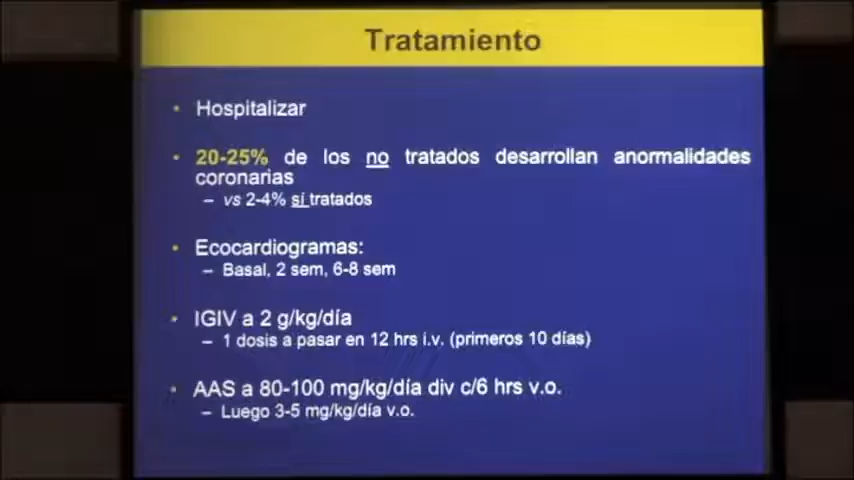 Tratamiento
• Hospitalizar
• 20-25% de los no tratados desarrollan anormalidades
coronarias
– vs 2-4% sí tratados
• Ecocardiogramas:
– Basal, 2 sem, 6-8 sem
• IGIV a 2 g/kg/día
– 1 dosis a pasar en 12 hrs i.v. (primeros 10 días)
• AAS a 80-100 mg/kg/día div c/6 hrs v.o.
– Luego 3-5 mg/kg/día v.o.